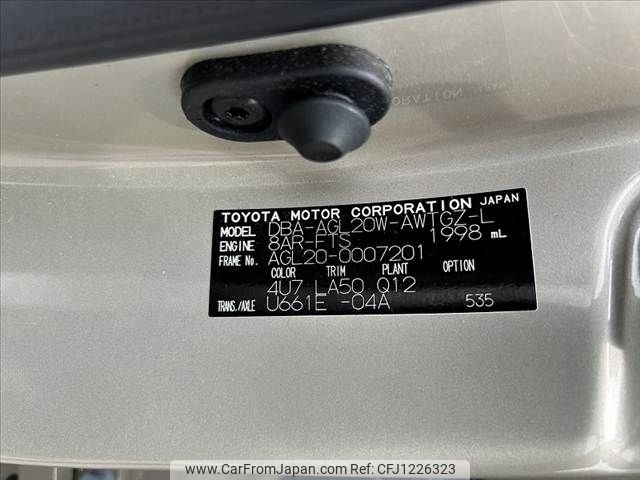 TOYOTA MOTOR CORPORATION JAPAN
MODEL DBA-AGL20W-AWTGZ-L
ENGINE 8AR-FTS 1998 mL
FRAME No. AGL20-0007201
COLOR TRIM PLANT OPTION
4U7 LA50 Q12
TRANS./AXLE U661E -04A 535
www.CarFromJapan.com - CFJ1226323